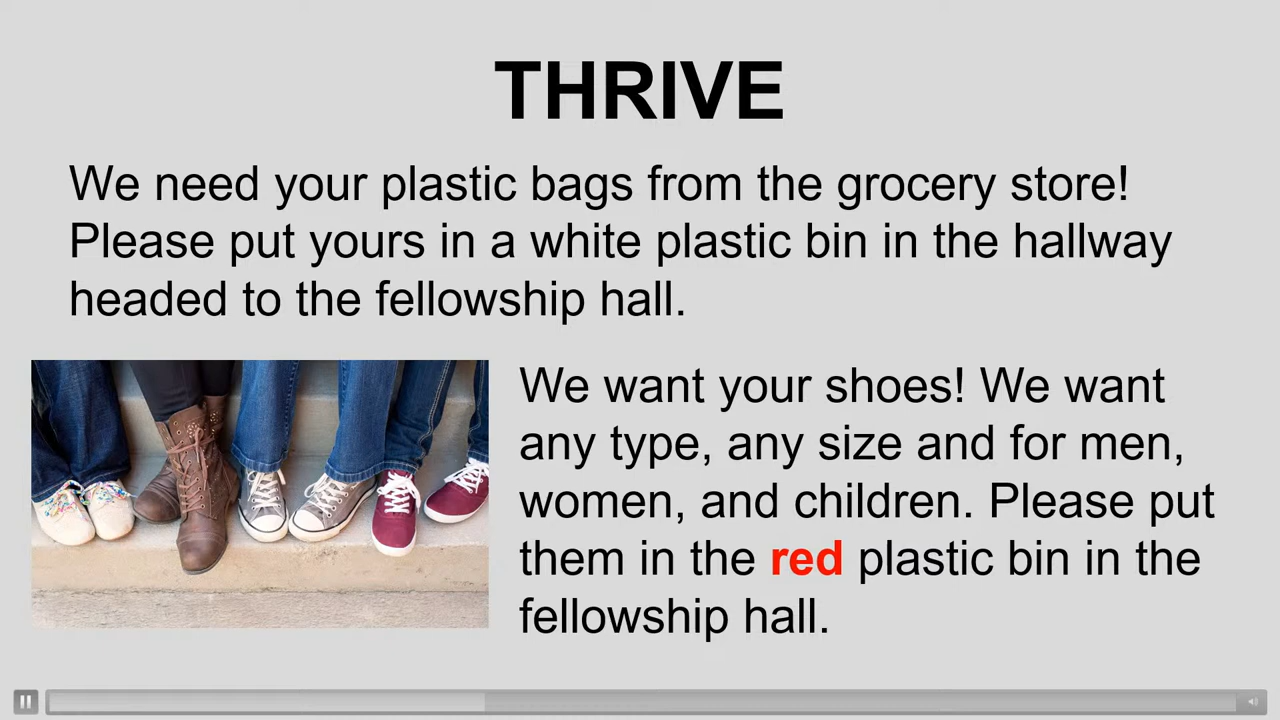 THRIVE
We need your plastic bags from the grocery store!
Please put yours in a white plastic bin in the hallway
headed to the fellowship hall.
We want your shoes! We want
any type, any size and for men,
women, and children. Please put
them in the red plastic bin in the
fellowship hall.